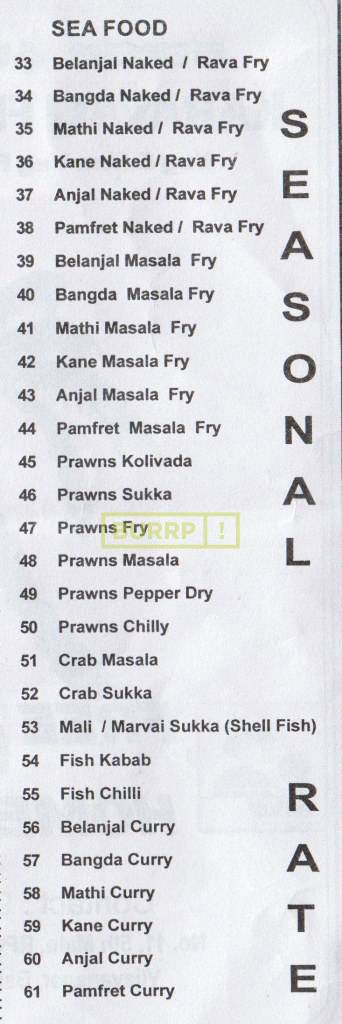 SEA FOOD
33 Belanjal Naked / Rava Fry
34 Bangda Naked / Rava Fry
35 Mathi Naked / Rava Fry
36 Kane Naked / Rava Fry
37 Anjal Naked / Rava Fry
38 Pamfret Naked / Rava Fry
39 Belanjal Masala Fry
40 Bangda Masala Fry
41 Mathi Masala Fry
42 Kane Masala Fry
43 Anjal Masala Fry
44 Pamfret Masala Fry
45 Prawns Kolivada
46 Prawns Sukka
47 Prawns Fry
48 Prawns Masala
49 Prawns Pepper Dry
50 Prawns Chilly
51 Crab Masala
52 Crab Sukka
53 Mali / Marvai Sukka (Shell Fish)
54 Fish Kabab
55 Fish Chilli
56 Belanjal Curry
57 Bangda Curry
58 Mathi Curry
59 Kane Curry
60 Anjal Curry
61 Pamfret Curry
SEASONAL
RATE
BURRP!